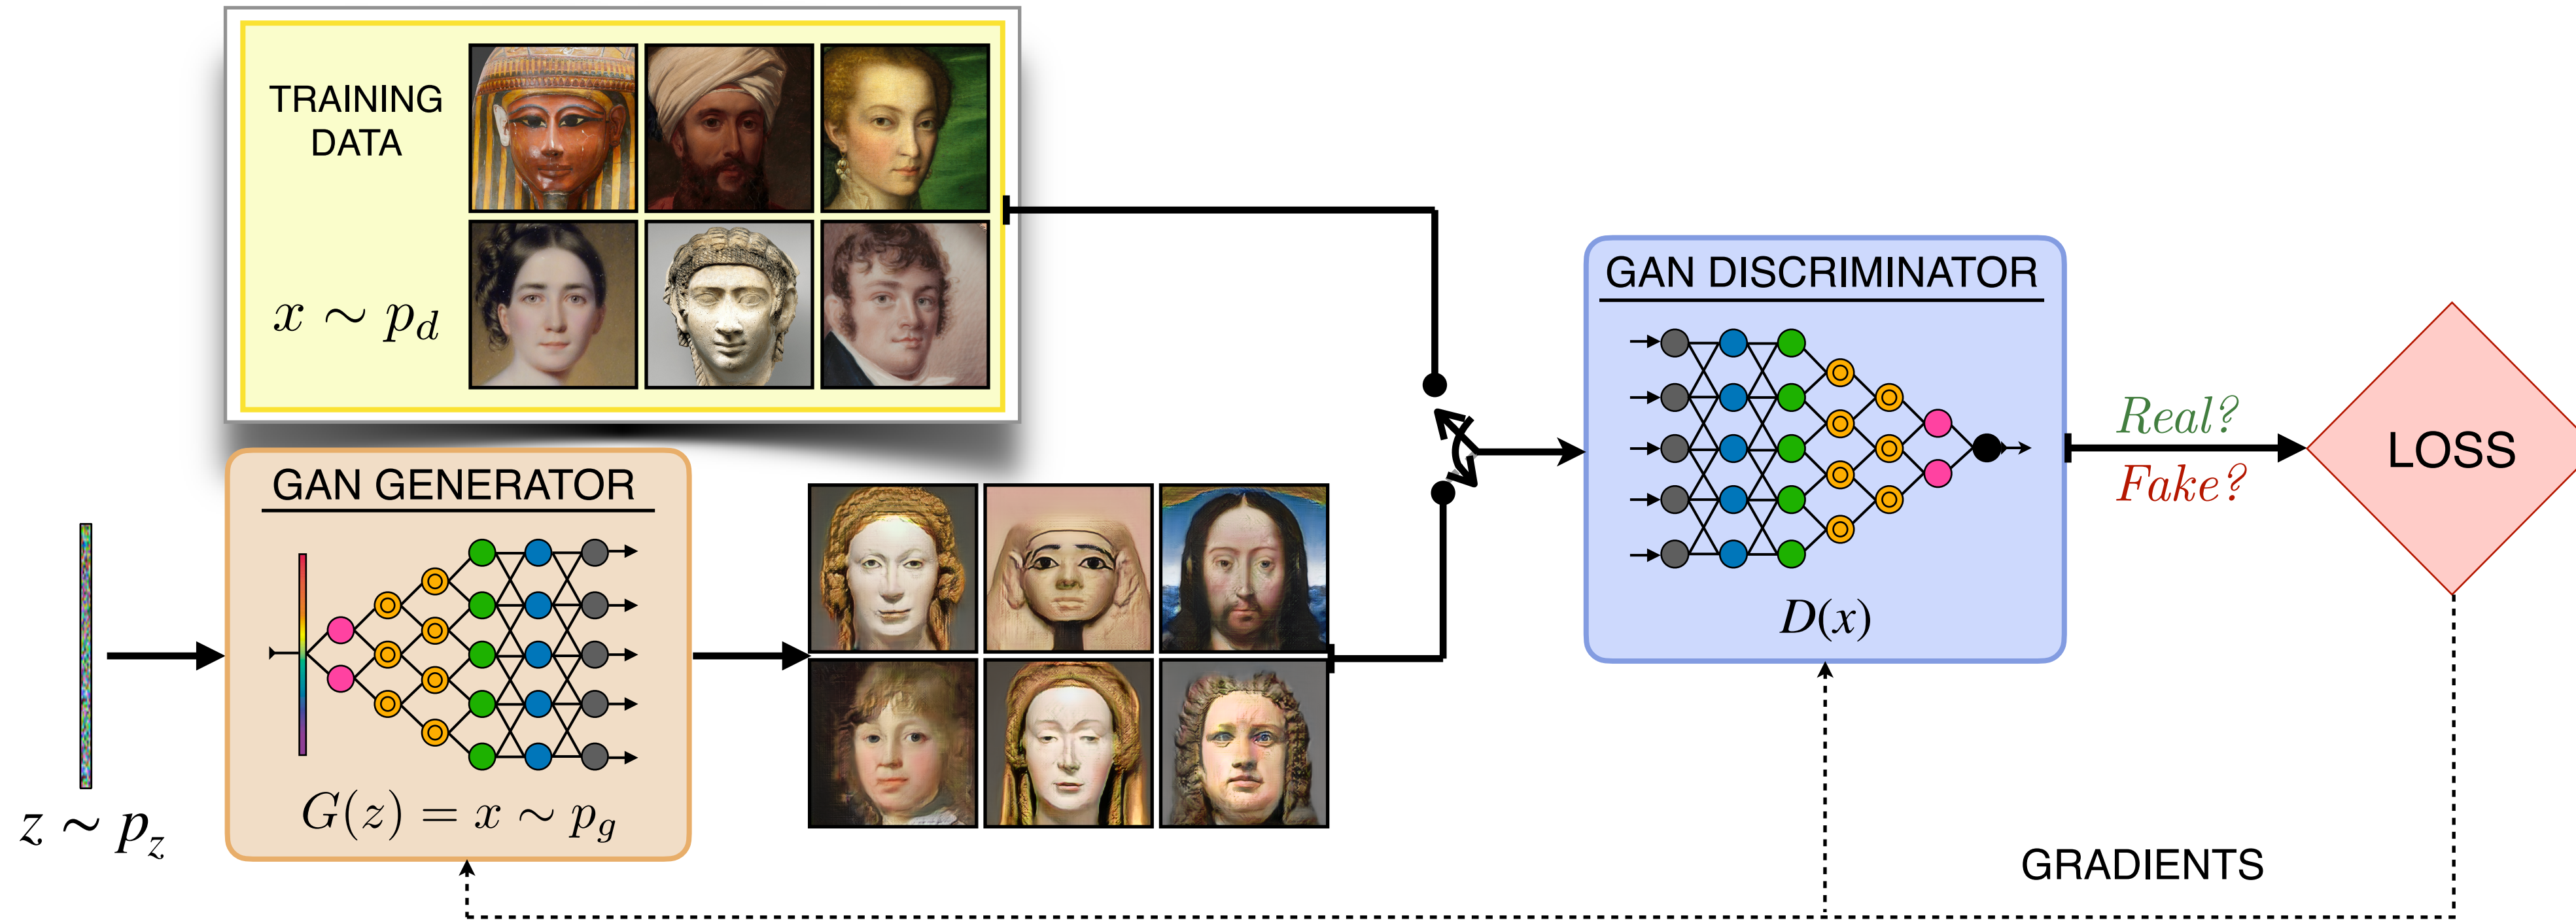 TRAINING
DATA
x ∼ p_d
GAN GENERATOR
G(z) = x ∼ p_g
z ∼ p_z
GAN DISCRIMINATOR
D(x)
Real?
Fake?
LOSS
GRADIENTS